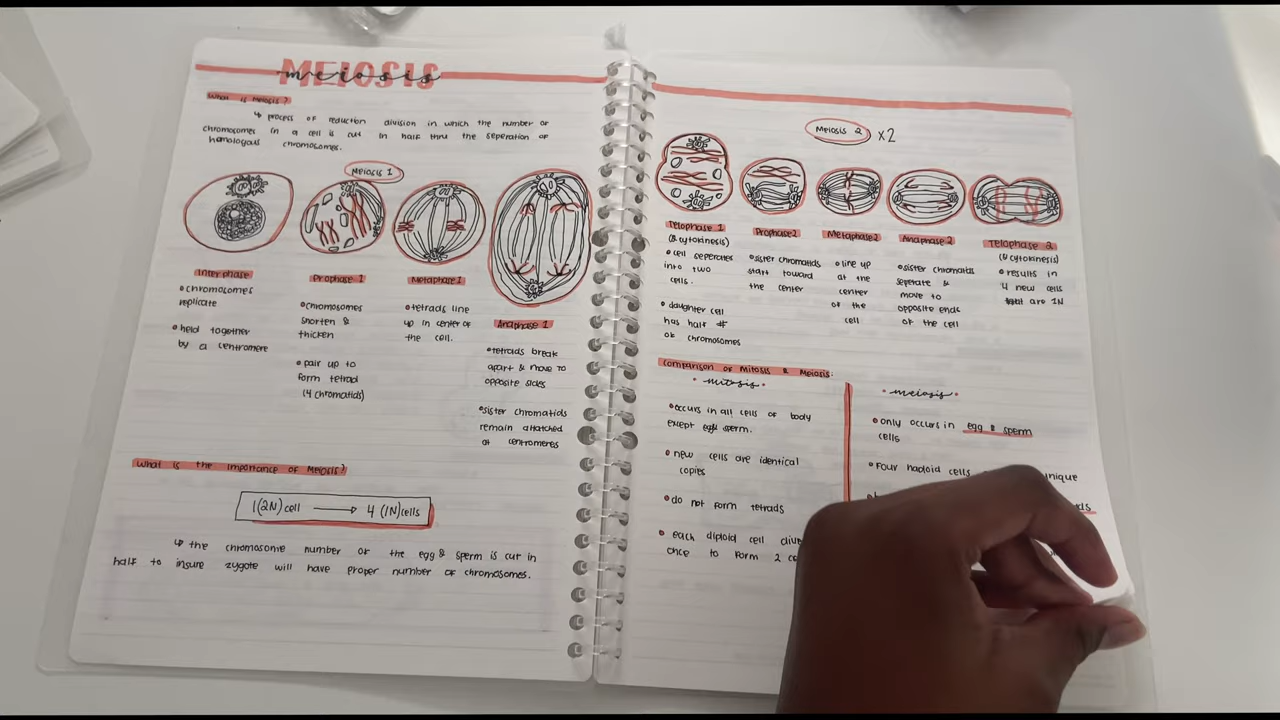 MEIOSIS
meiosis
What is meiosis?
↳ process of reduction division in which the number of
chromosomes in a cell is cut in half thru the seperation of
homologous chromosomes.
Meiosis 1
Interphase
•chromosomes
replicate
•held together
by a centromere
Prophase 1
•chromosomes
shorten &
thicken
•pair up to
form tetrad
(4 chromatids)
Metaphase 1
•tetrads line
up in center of
the cell.
Anaphase 1
•tetrads break
apart & move to
opposite sides
•sister chromatids
remain attatched
at centromeres
What is the importance of Meiosis?
1(2N) cell → 4 (1N) cells
↳ the chromosome number of the egg & sperm is cut in
half to insure zygote will have proper number of chromosomes.
Meiosis 2 x2
Telophase 1
(& cytokinesis)
•cell seperates
into two
cells.
•daughter cell
has half #
of chromosomes
Prophase 2
•sister chromatids
start toward
the center
Metaphase 2
•line up
at the
center
of the
cell
Anaphase 2
•sister chromatids
seperate &
move to
opposite ends
of the cell
Telophase 2
(& cytokinesis)
•results in
4 new cells
that are 1N
Comparison of Mitosis & Meiosis:
•mitosis•
•occurs in all cells of body
except egg & sperm.
•new cells are identical
copies
•do not form tetrads
•each diploid cell
once to form 2
•meiosis•
•only occurs in egg & sperm
cells
•Four haploid cells